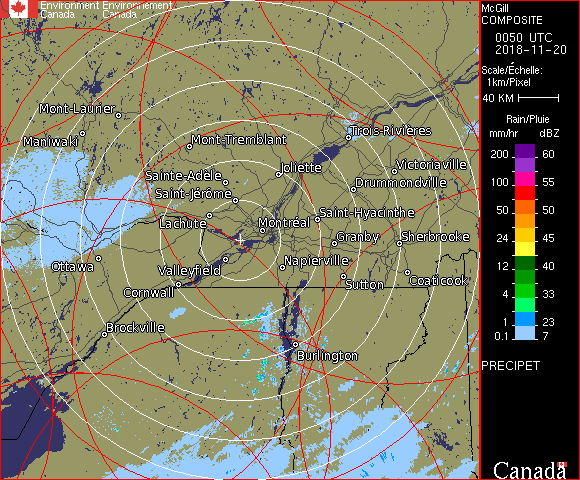 Environment Environnement
Canada Canada
McGill
COMPOSITE
0050 UTC
2018-11-20
Scale/Échelle:
1km/Pixel
40 KM
Rain/Pluie
mm/hr dBZ
200 60
100 55
50 50
24 45
12 40
4 33
1 23
0.1 7
PRECIPET
Canada
Mont-Laurier
Maniwaki
Mont-Tremblant
Trois-Rivières
Joliette
Victoriaville
Sainte-Adèle
Drummondville
Saint-Jérôme
Lachute
Saint-Hyacinthe
Montréal
Granby
Sherbrooke
Ottawa
Valleyfield
Napierville
Cornwall
Sutton
Coaticook
Brockville
Burlington